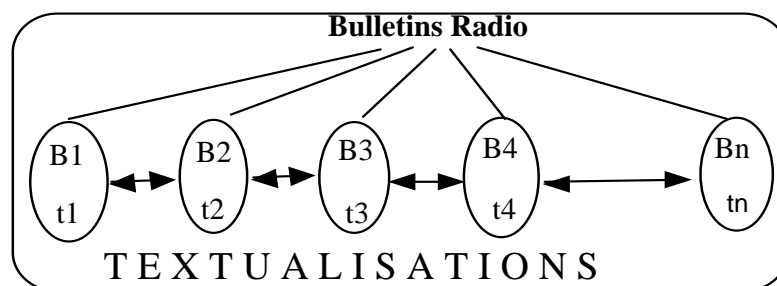 Bulletins Radio
B1 B2 B3 B4 Bn
t1 t2 t3 t4 tn
TEXTUALISATIONS